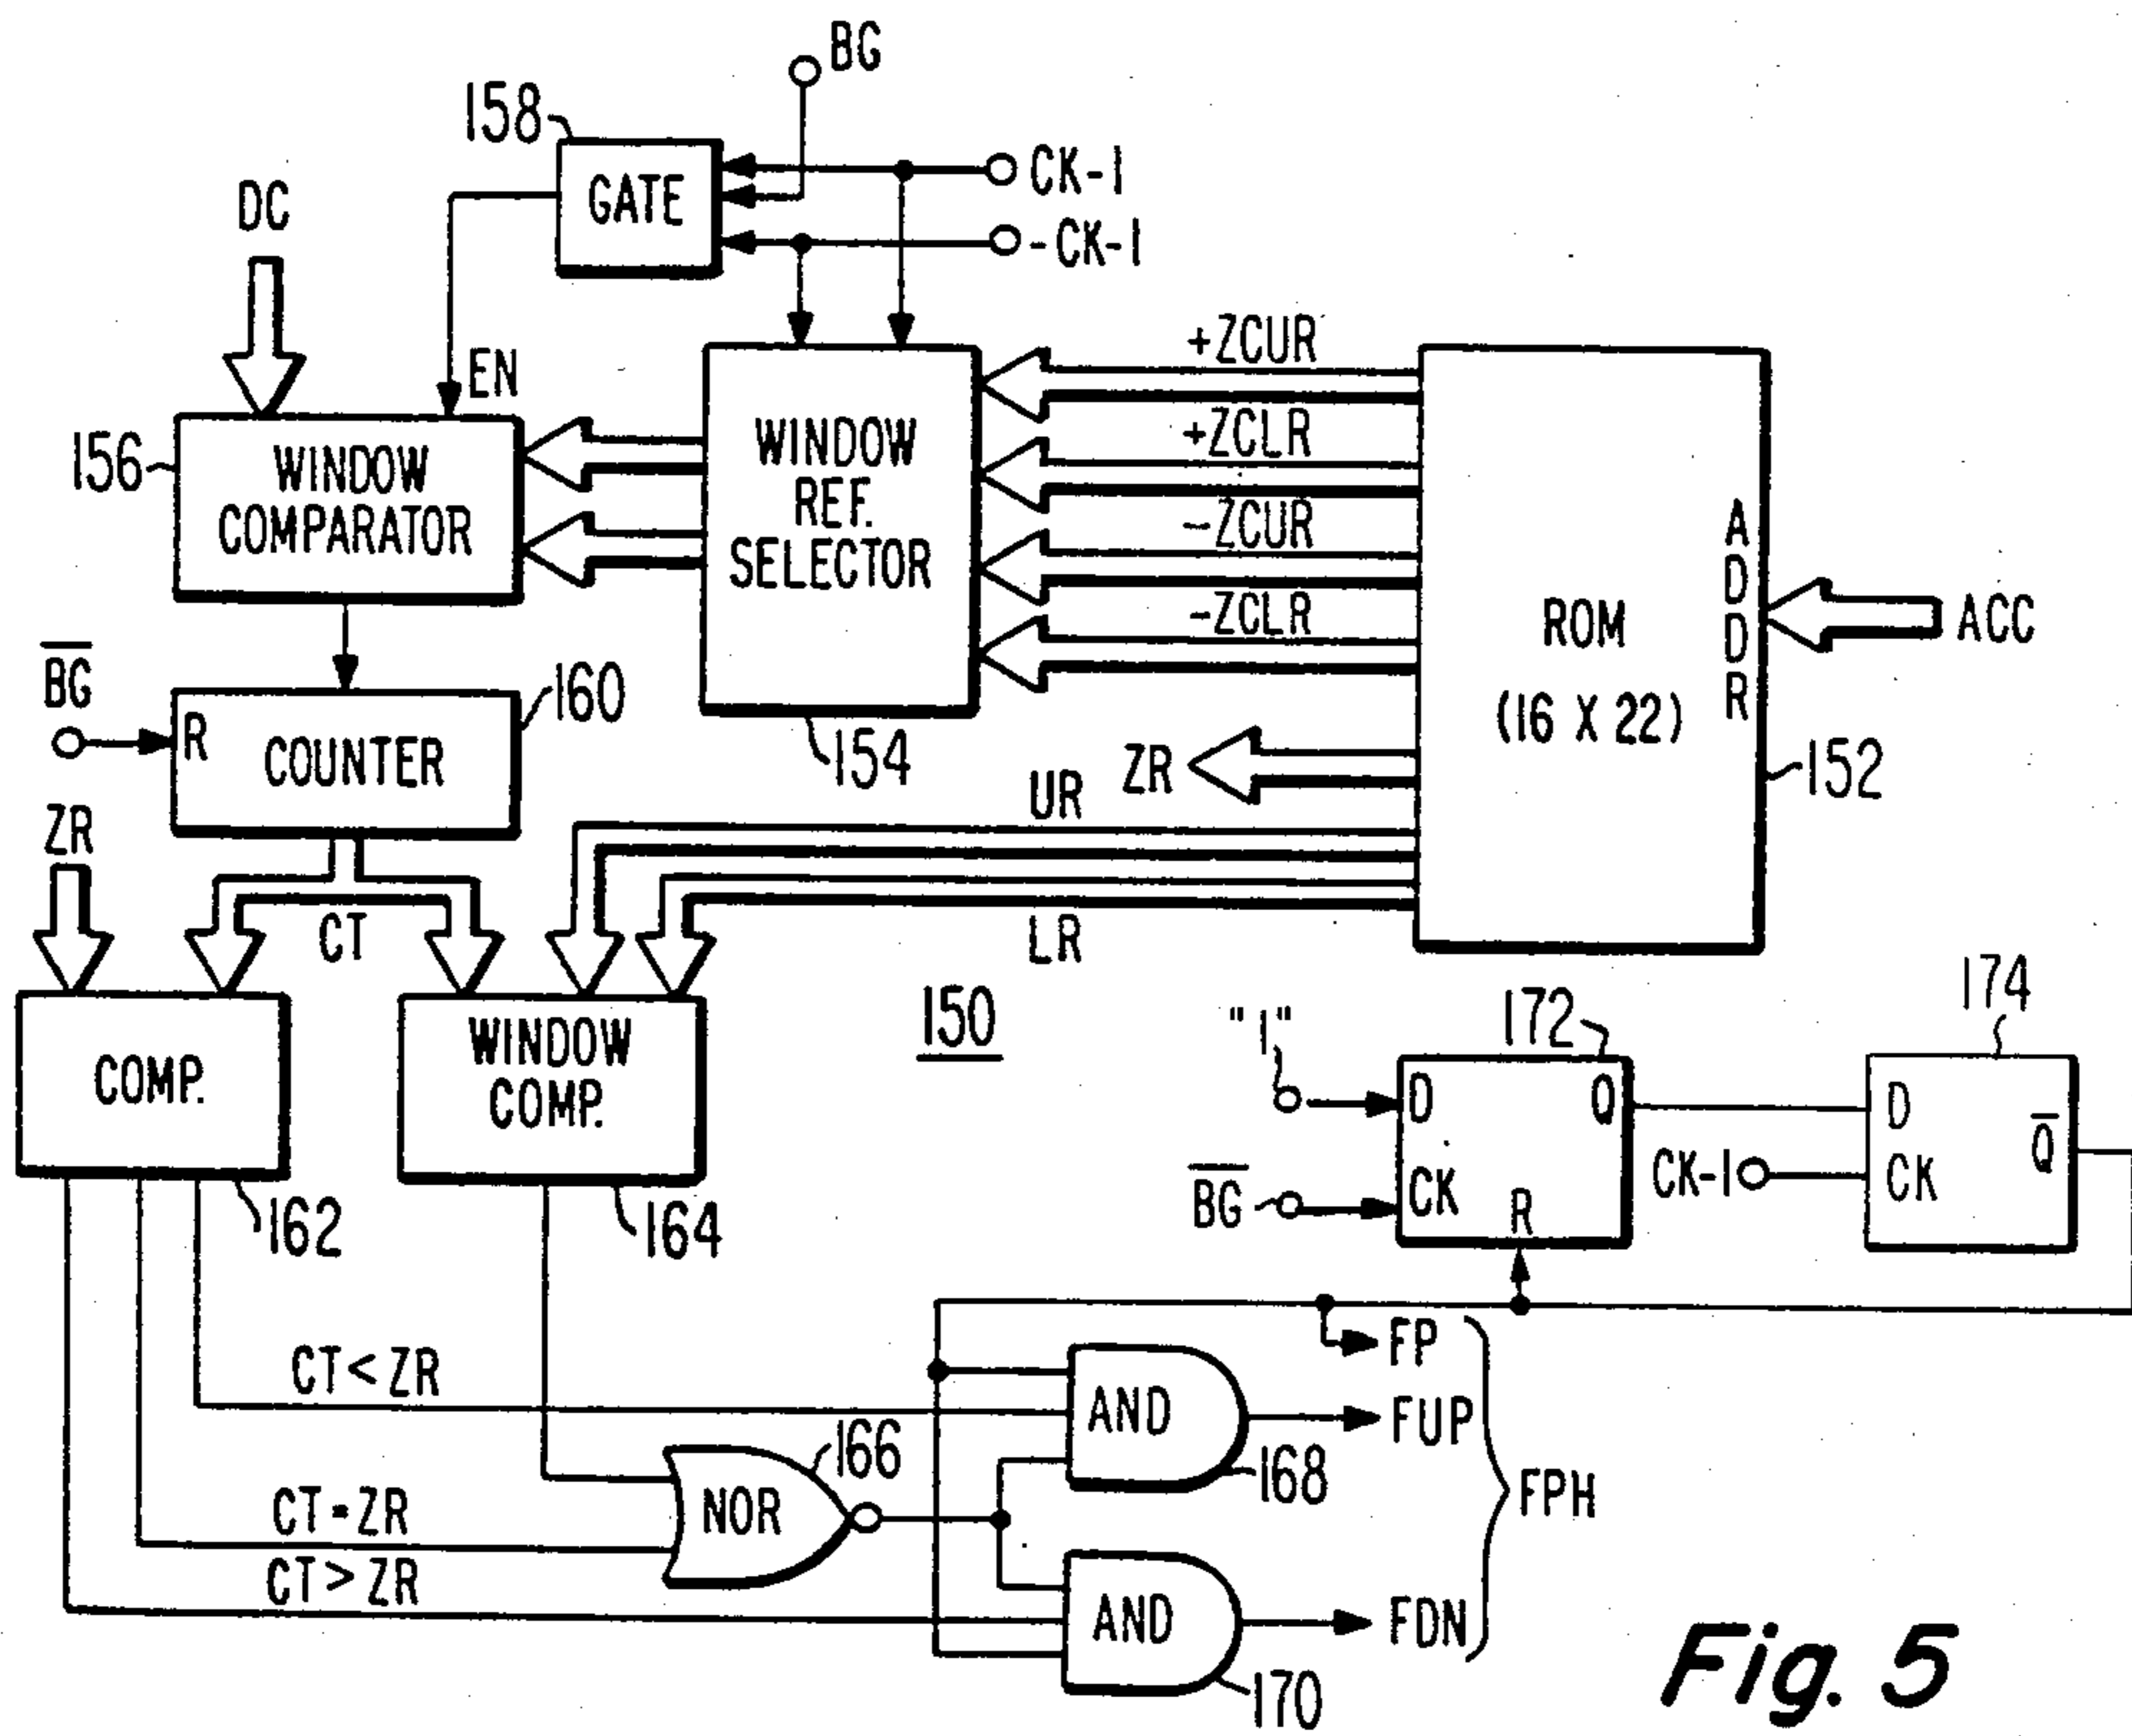 BG
158
GATE
CK-1
-CK-1
DC
EN
156
WINDOW
COMPARATOR
WINDOW
REF.
SELECTOR
154
+ZCUR
+ZCLR
-ZCUR
-ZCLR
ROM
(16 X 22)
ADDR
ACC
152
B̅G̅
R
COUNTER
160
ZR
ZR
UR
LR
CT
COMP.
162
WINDOW
COMP.
164
150
"1"
172
D
Q
CK
R
B̅G̅
174
D
Q̅
CK-1
CK
CT < ZR
CT = ZR
CT > ZR
NOR
166
AND
168
AND
170
FP
FUP
FDN
FPH
Fig. 5